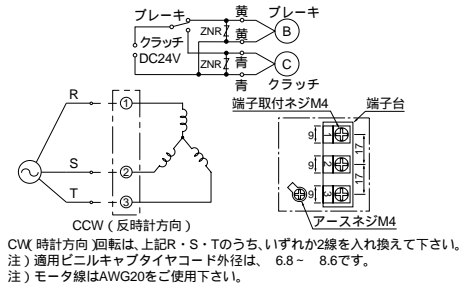 ブレーキ
黄
ブレーキ
ZNR
黄
B
クラッチ
DC24V
ZNR
青
C
青
クラッチ
R
①
S
②
T
③
CCW（反時計方向）
端子取付ネジM4
端子台
9
1
17
9
2
17
9
3
アースネジM4
CW(時計方向)回転は、上記R・S・Tのうち、いずれか2線を入れ換えて下さい。
注）適用ビニルキャブタイヤコード外径は、 6.8～ 8.6です。
注）モータ線はAWG20をご使用下さい。